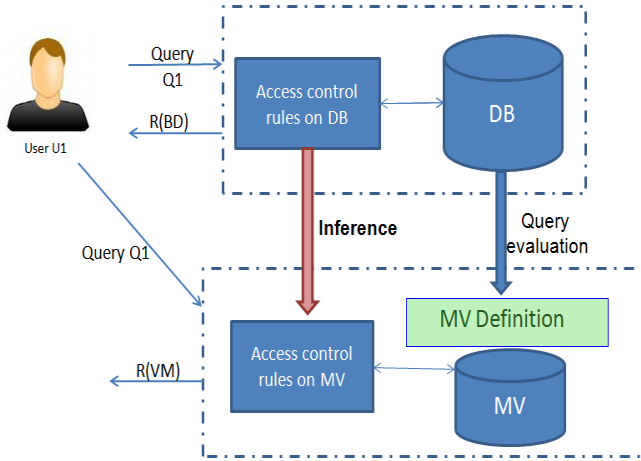 Query
Q1
Access control
rules on DB
DB
R(BD)
User U1
Inference
Query
evaluation
Query Q1
MV Definition
Access control
rules on MV
R(VM)
MV